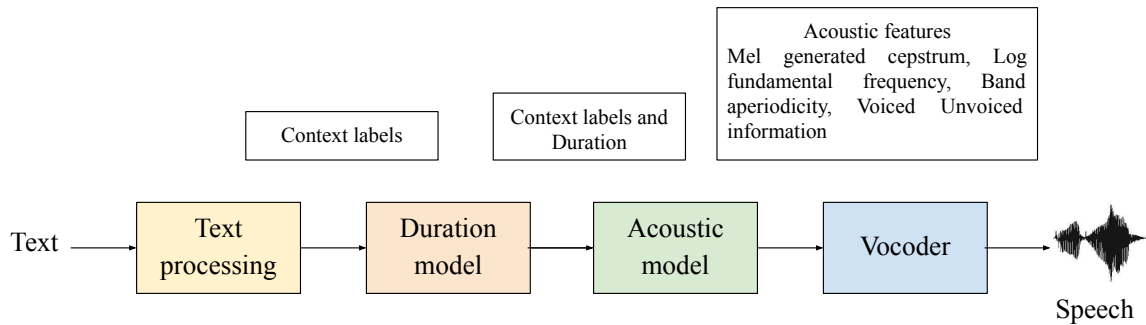 Acoustic features
Mel generated cepstrum, Log
fundamental frequency, Band
aperiodicity, Voiced Unvoiced
information
Context labels
Context labels and
Duration
Text
Text
processing
Duration
model
Acoustic
model
Vocoder
Speech